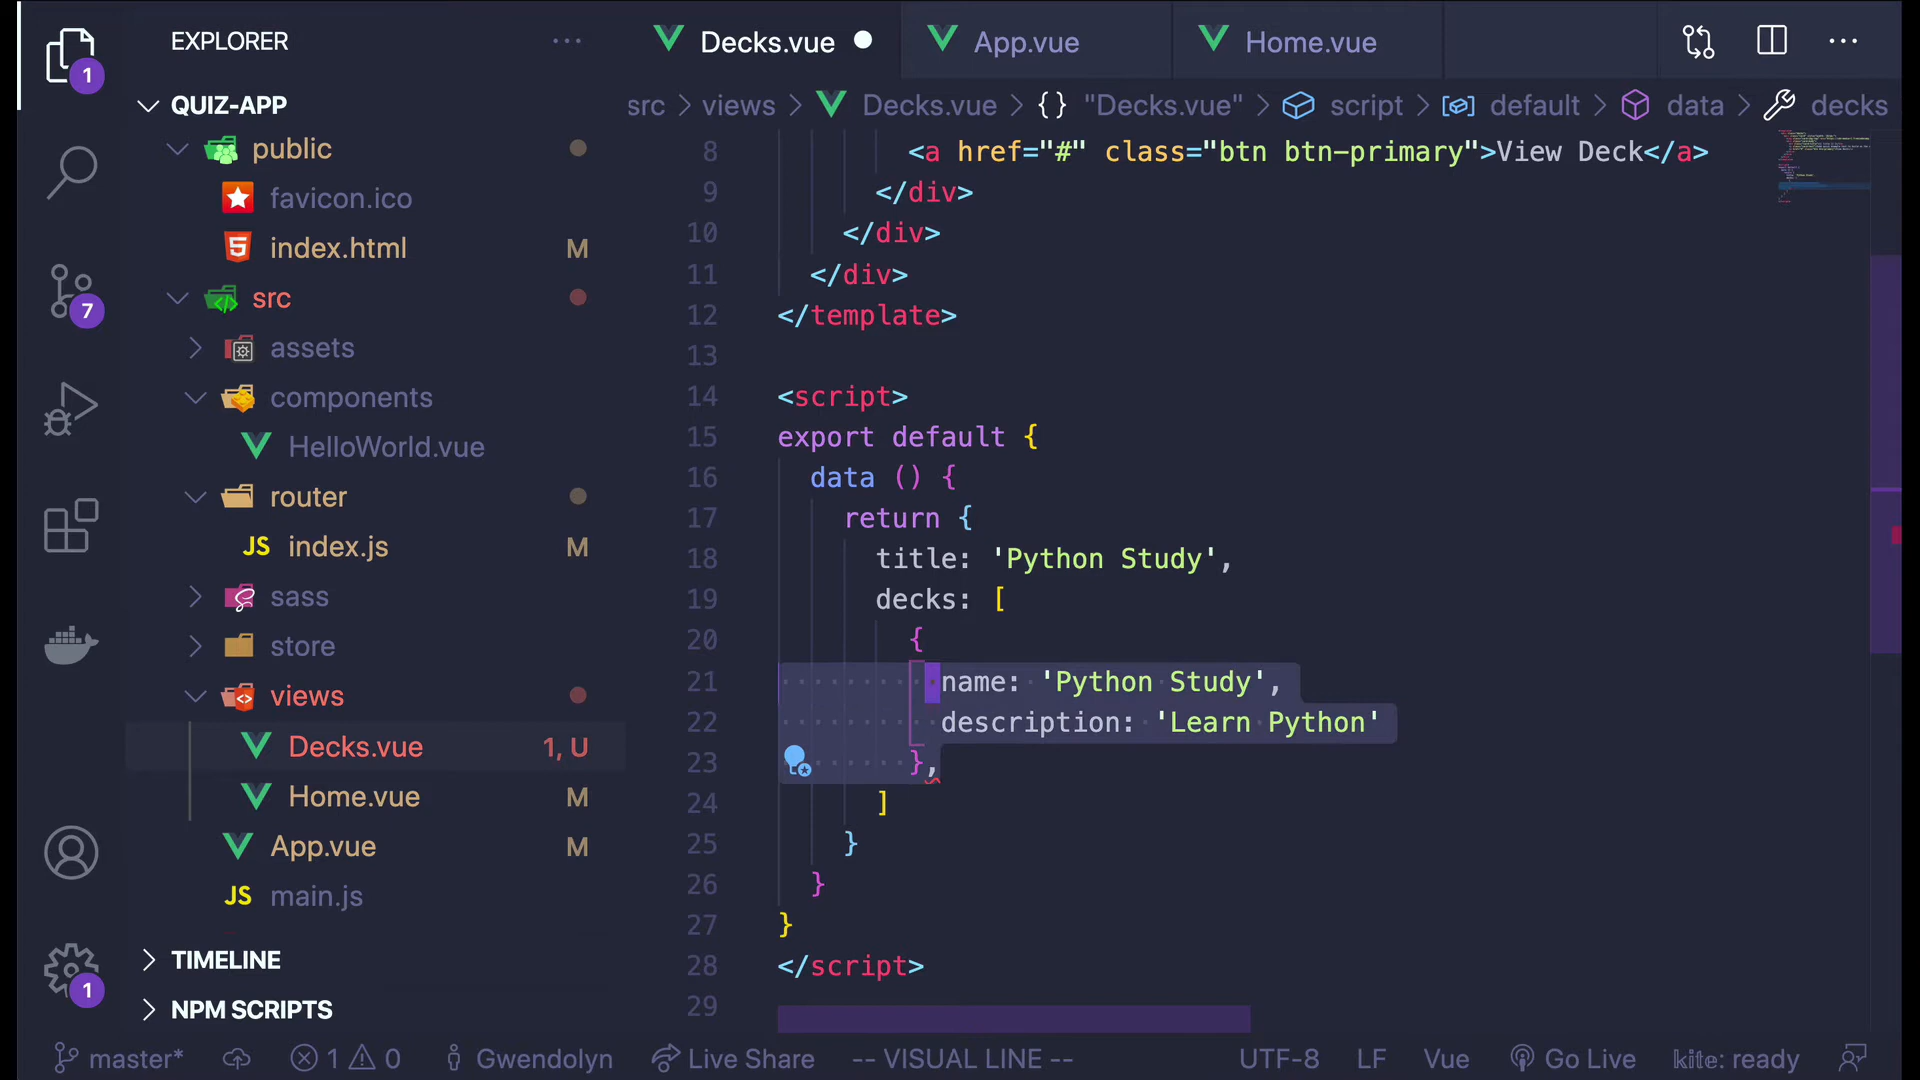 EXPLORER
QUIZ-APP
public
favicon.ico
index.html M
src
assets
components
HelloWorld.vue
router
JS index.js M
sass
store
views
Decks.vue 1, U
Home.vue M
App.vue M
JS main.js
TIMELINE
NPM SCRIPTS
1
7
1
Decks.vue
App.vue
Home.vue
src > views > Decks.vue > {} "Decks.vue" > script > default > data > decks
8 <a href="#" class="btn btn-primary">View Deck</a>
9 </div>
10 </div>
11 </div>
12 </template>
13
14 <script>
15 export default {
16 data () {
17 return {
18 title: 'Python Study',
19 decks: [
20 {
21 name: 'Python Study',
22 description: 'Learn Python'
23 },
24 ]
25 }
26 }
27 }
28 </script>
29
master* 1 0 Gwendolyn Live Share -- VISUAL LINE -- UTF-8 LF Vue Go Live kite: ready